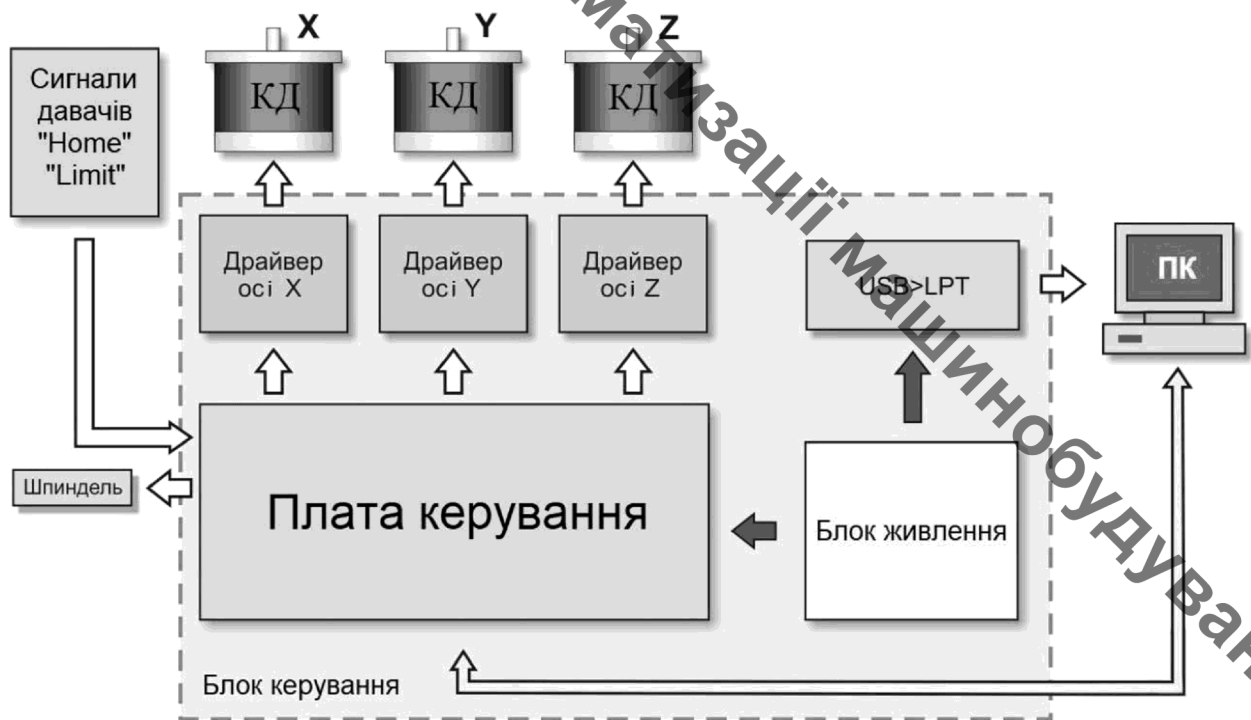 X
Y
Z
Сигнали
давачів
"Home"
"Limit"
КД
КД
КД
Драйвер
осі X
Драйвер
осі Y
Драйвер
осі Z
USB>LPT
ПК
Шпиндель
Плата керування
Блок живлення
Блок керування
матизації машинобудуван